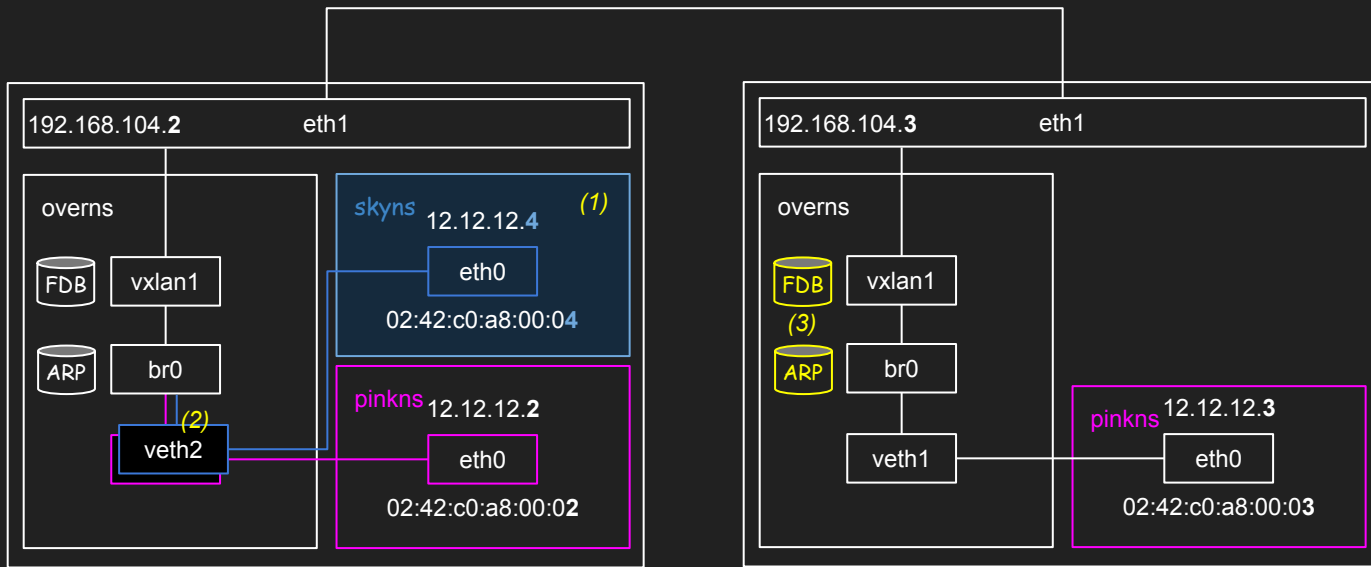 192.168.104.2 eth1
overns
FDB
vxlan1
ARP
br0
(2)
veth2
skyns
(1)
12.12.12.4
eth0
02:42:c0:a8:00:04
pinkns
12.12.12.2
eth0
02:42:c0:a8:00:02
192.168.104.3 eth1
overns
FDB
vxlan1
(3)
ARP
br0
veth1
pinkns
12.12.12.3
eth0
02:42:c0:a8:00:03